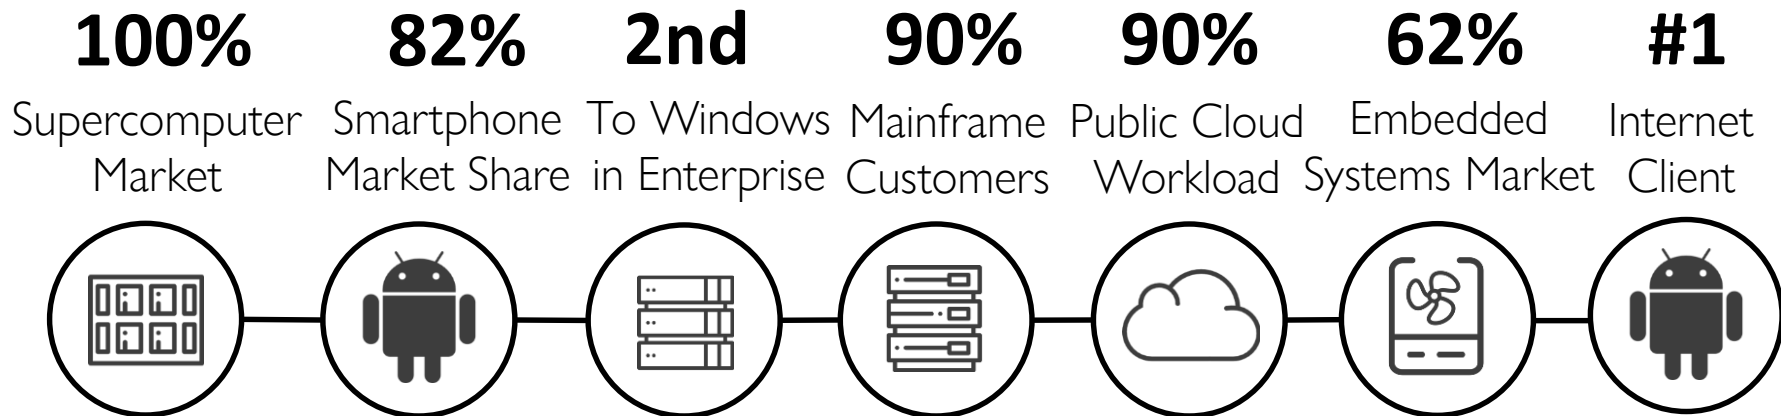 100%
Supercomputer
Market
82%
Smartphone
Market Share
2nd
To Windows
in Enterprise
90%
Mainframe
Customers
90%
Public Cloud
Workload
62%
Embedded
Systems Market
#1
Internet
Client